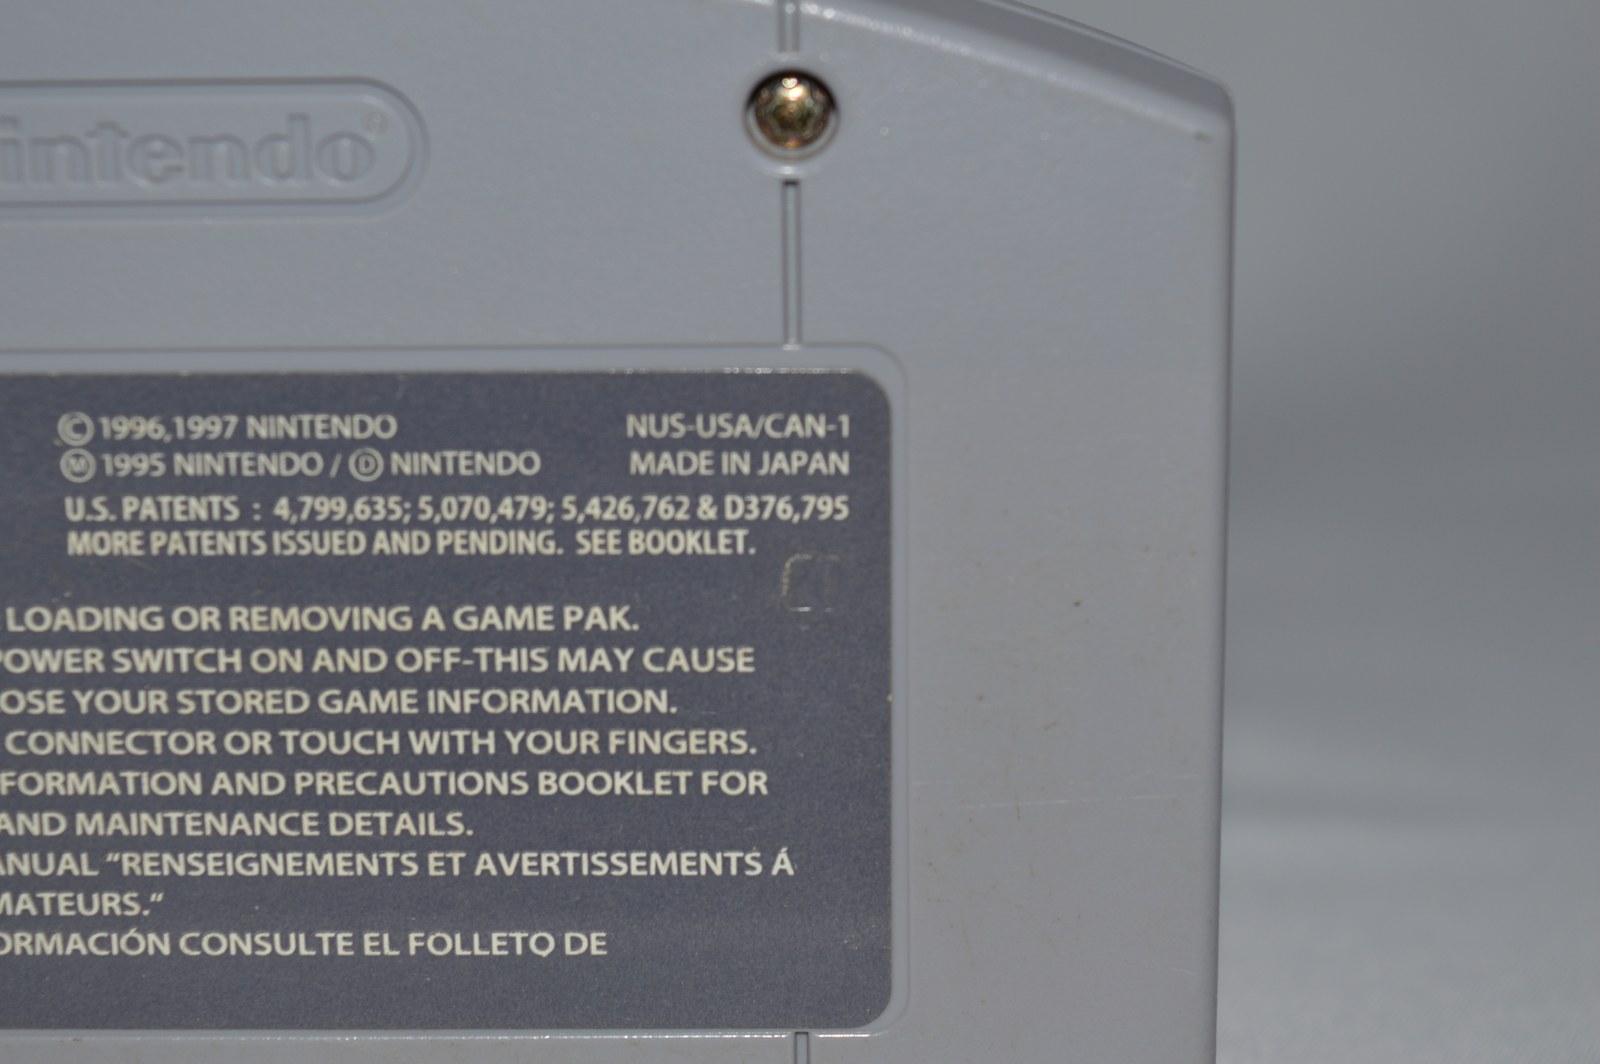 intendo®
© 1996,1997 NINTENDO NUS-USA/CAN-1
Ⓜ 1995 NINTENDO / Ⓓ NINTENDO MADE IN JAPAN
U.S. PATENTS : 4,799,635; 5,070,479; 5,426,762 & D376,795
MORE PATENTS ISSUED AND PENDING. SEE BOOKLET.
LOADING OR REMOVING A GAME PAK.
POWER SWITCH ON AND OFF-THIS MAY CAUSE
OSE YOUR STORED GAME INFORMATION.
CONNECTOR OR TOUCH WITH YOUR FINGERS.
FORMATION AND PRECAUTIONS BOOKLET FOR
AND MAINTENANCE DETAILS.
ANUAL “RENSEIGNEMENTS ET AVERTISSEMENTS Á
MATEURS.“
ORMACIÓN CONSULTE EL FOLLETO DE